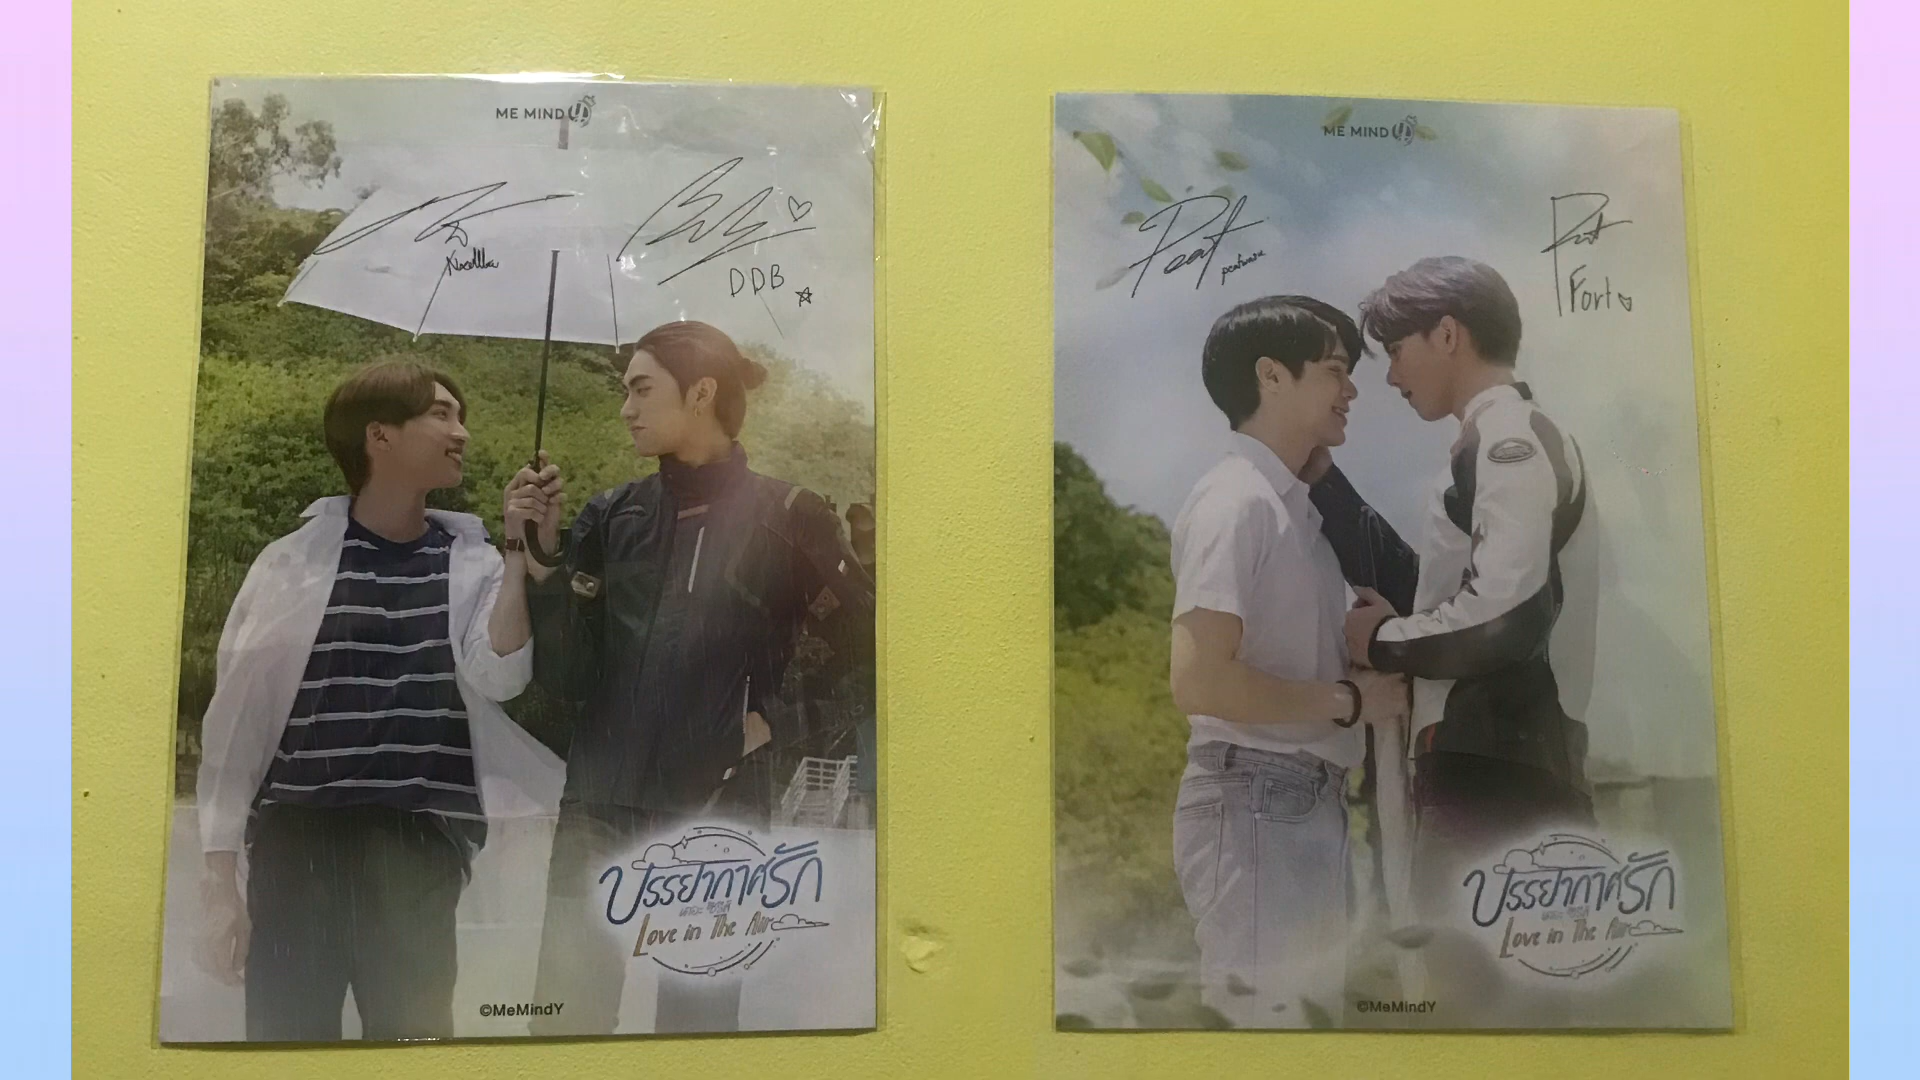 ME MIND Y
DDB
บรรยากาศรัก
Love in The Air
©MeMindY
ME MIND Y
Peat
peatwasu
Fort
บรรยากาศรัก
Love in The Air
©MeMindY